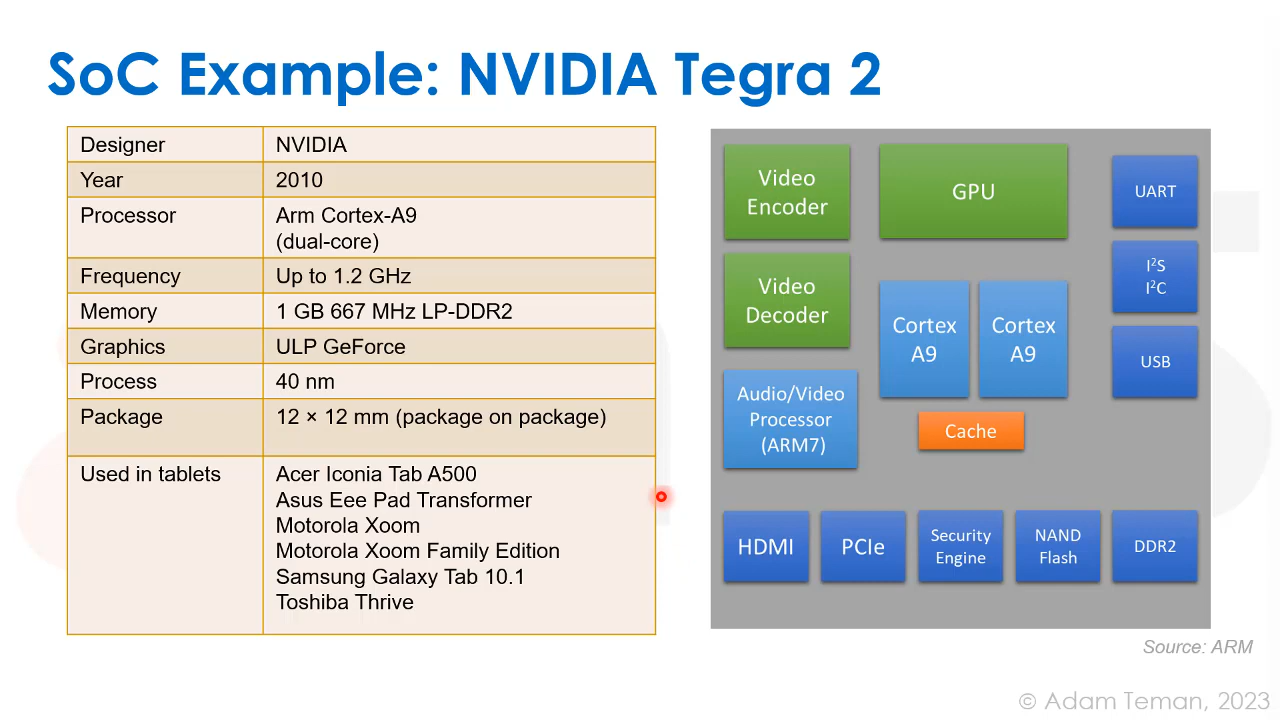 SoC Example: NVIDIA Tegra 2
Designer NVIDIA
Year 2010
Processor Arm Cortex-A9
(dual-core)
Frequency Up to 1.2 GHz
Memory 1 GB 667 MHz LP-DDR2
Graphics ULP GeForce
Process 40 nm
Package 12 × 12 mm (package on package)
Used in tablets Acer Iconia Tab A500
Asus Eee Pad Transformer
Motorola Xoom
Motorola Xoom Family Edition
Samsung Galaxy Tab 10.1
Toshiba Thrive
Video
Encoder
GPU
UART
Video
Decoder
Cortex
A9
Cortex
A9
I²S
I²C
USB
Audio/Video
Processor
(ARM7)
Cache
HDMI
PCIe
Security
Engine
NAND
Flash
DDR2
Source: ARM
© Adam Teman, 2023